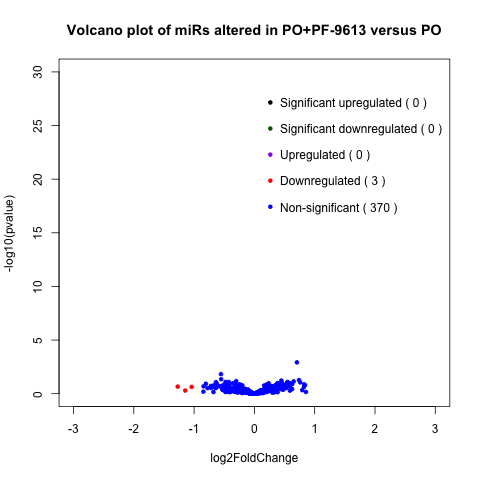 Volcano plot of miRs altered in PO+PF-9613 versus PO
30
25
20
15
10
5
0
-log10(pvalue)
Significant upregulated ( 0 )
Significant downregulated ( 0 )
Upregulated ( 0 )
Downregulated ( 3 )
Non-significant ( 370 )
-3 -2 -1 0 1 2 3
log2FoldChange